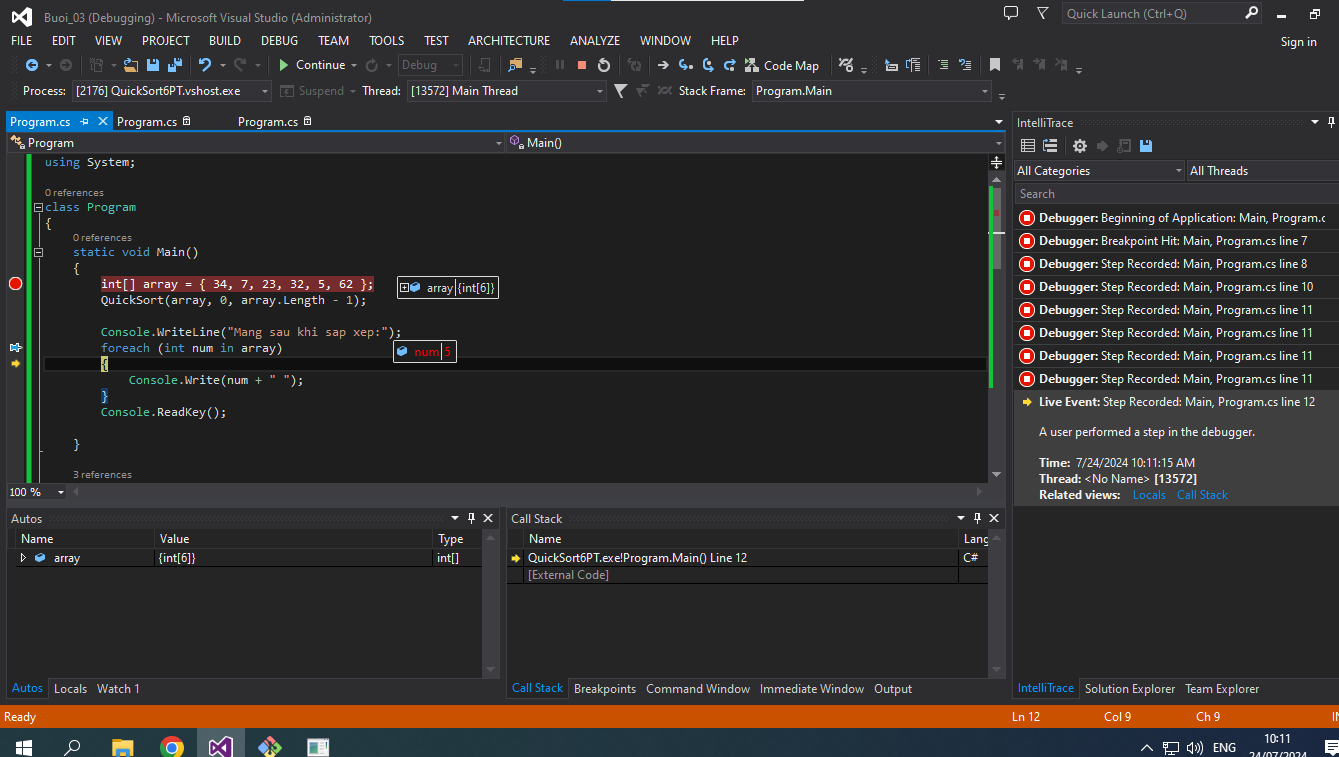 Buoi_03 (Debugging) - Microsoft Visual Studio (Administrator)
Quick Launch (Ctrl+Q)
FILE EDIT VIEW PROJECT BUILD DEBUG TEAM TOOLS TEST ARCHITECTURE ANALYZE WINDOW HELP
Sign in
Continue Debug Code Map
Process: [2176] QuickSort6PT.vshost.exe Suspend Thread: [13572] Main Thread Stack Frame: Program.Main
Program.cs Program.cs Program.cs
Program Main()
using System;
0 references
class Program
{
0 references
static void Main()
{
int[] array = { 34, 7, 23, 32, 5, 62 }; array {int[6]}
QuickSort(array, 0, array.Length - 1);
Console.WriteLine("Mang sau khi sap xep:");
foreach (int num in array) num 5
{
Console.Write(num + " ");
}
Console.ReadKey();
}
3 references
100 %
Autos
Name Value Type
array {int[6]} int[]
Autos Locals Watch 1
Call Stack
Name Lang
QuickSort6PT.exe!Program.Main() Line 12 C#
[External Code]
Call Stack Breakpoints Command Window Immediate Window Output
IntelliTrace
All Categories All Threads
Search
Debugger: Beginning of Application: Main, Program.c
Debugger: Breakpoint Hit: Main, Program.cs line 7
Debugger: Step Recorded: Main, Program.cs line 8
Debugger: Step Recorded: Main, Program.cs line 10
Debugger: Step Recorded: Main, Program.cs line 11
Debugger: Step Recorded: Main, Program.cs line 11
Debugger: Step Recorded: Main, Program.cs line 11
Debugger: Step Recorded: Main, Program.cs line 11
Live Event: Step Recorded: Main, Program.cs line 12
A user performed a step in the debugger.
Time: 7/24/2024 10:11:15 AM
Thread: <No Name> [13572]
Related views: Locals Call Stack
IntelliTrace Solution Explorer Team Explorer
Ready Ln 12 Col 9 Ch 9 IN
ENG
10:11
24/07/2024